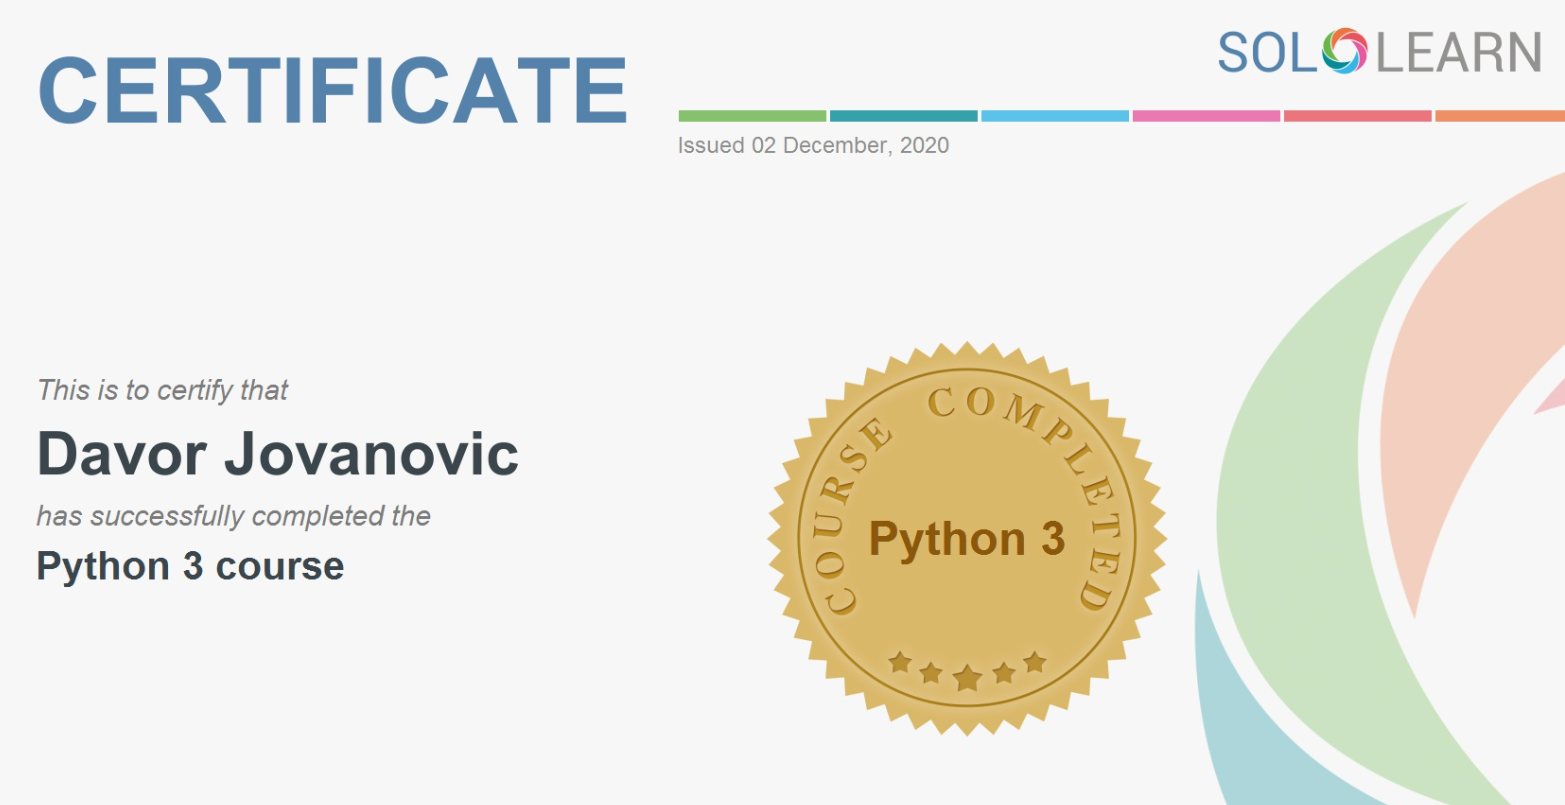 CERTIFICATE
SOLOLEARN
Issued 02 December, 2020
This is to certify that
Davor Jovanovic
has successfully completed the
Python 3 course
COURSE COMPLETED
Python 3